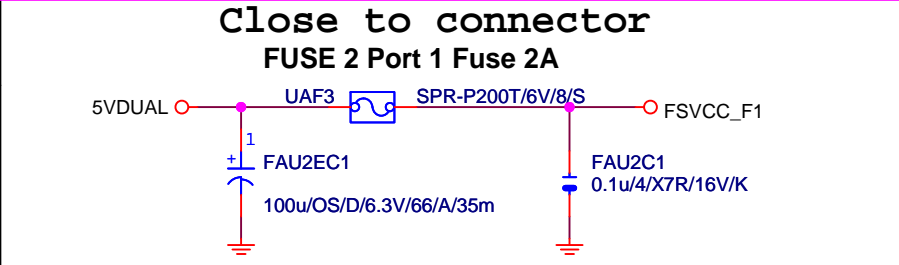 Close to connector
FUSE 2 Port 1 Fuse 2A
5VDUAL
UAF3
SPR-P200T/6V/8/S
FSVCC_F1
1
+
FAU2EC1
100u/OS/D/6.3V/66/A/35m
FAU2C1
0.1u/4/X7R/16V/K